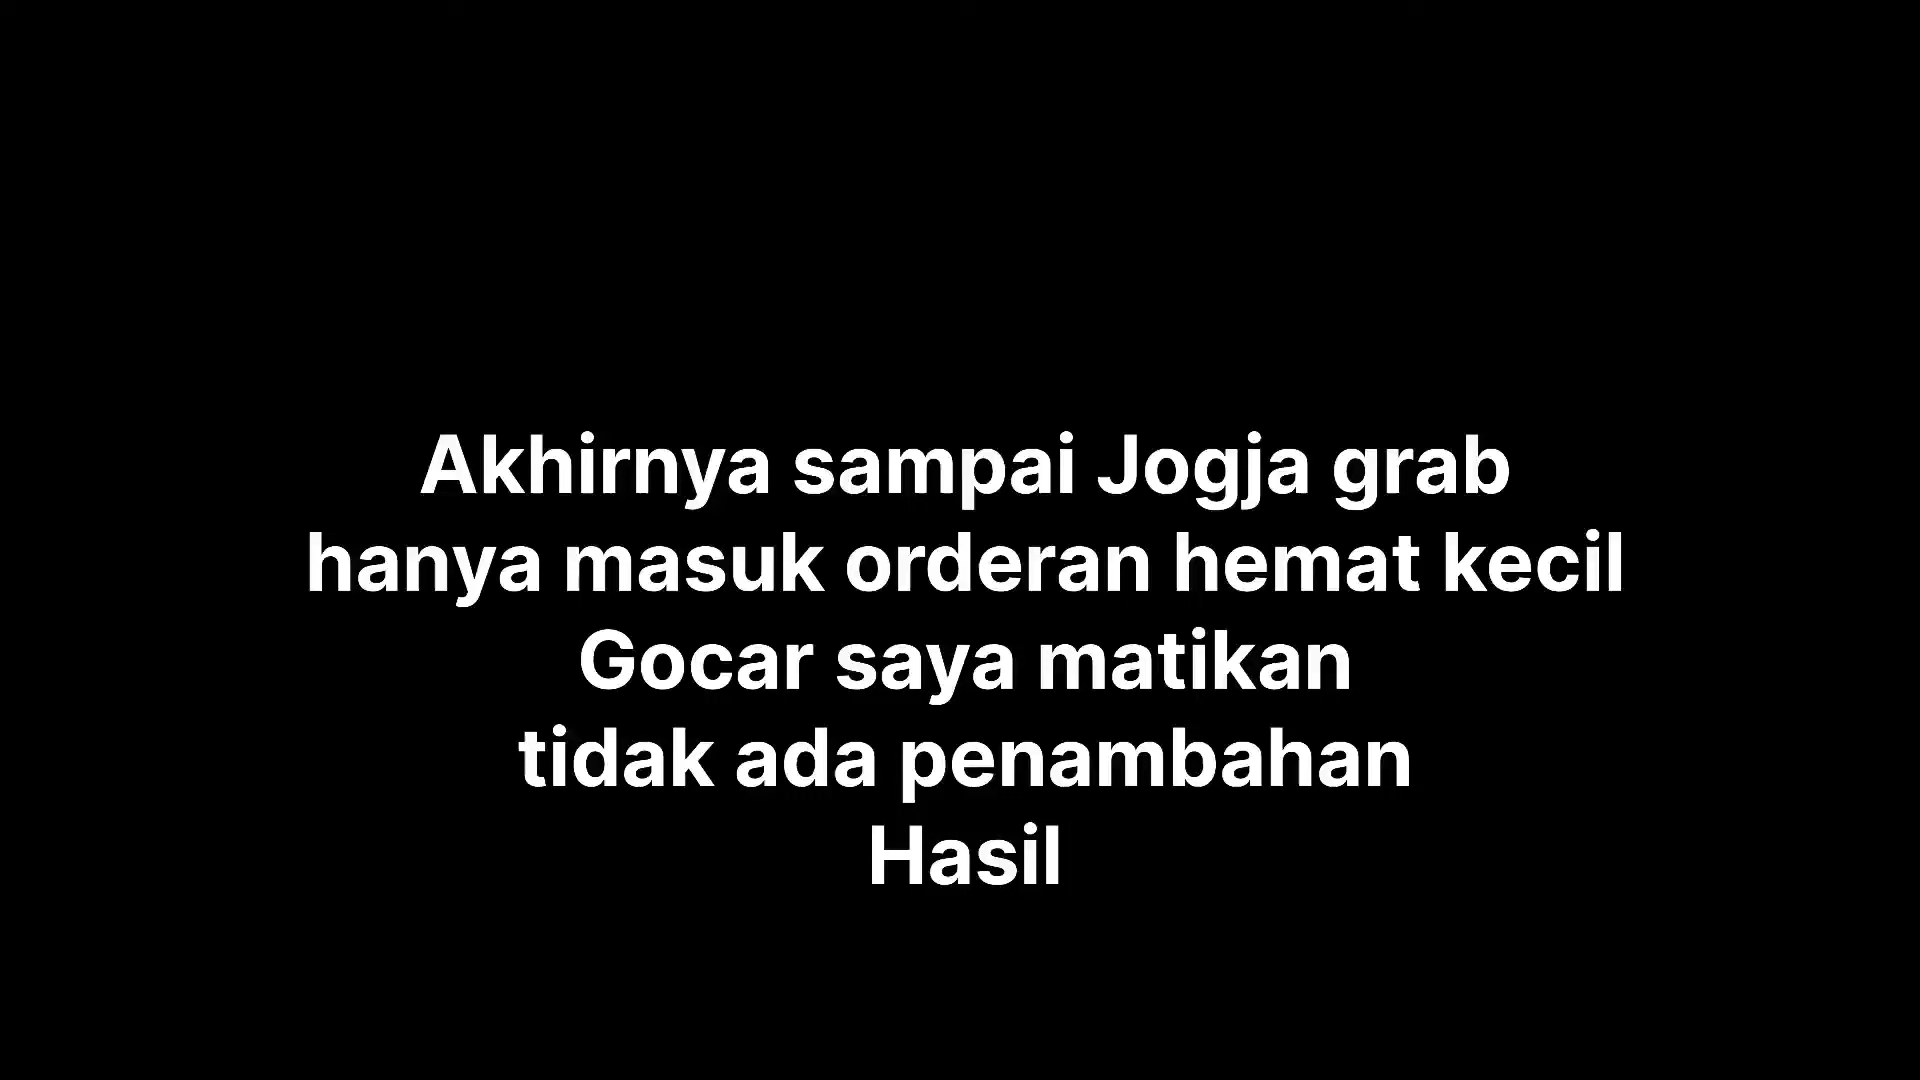 Akhirnya sampai Jogja grab
hanya masuk orderan hemat kecil
Gocar saya matikan
tidak ada penambahan
Hasil